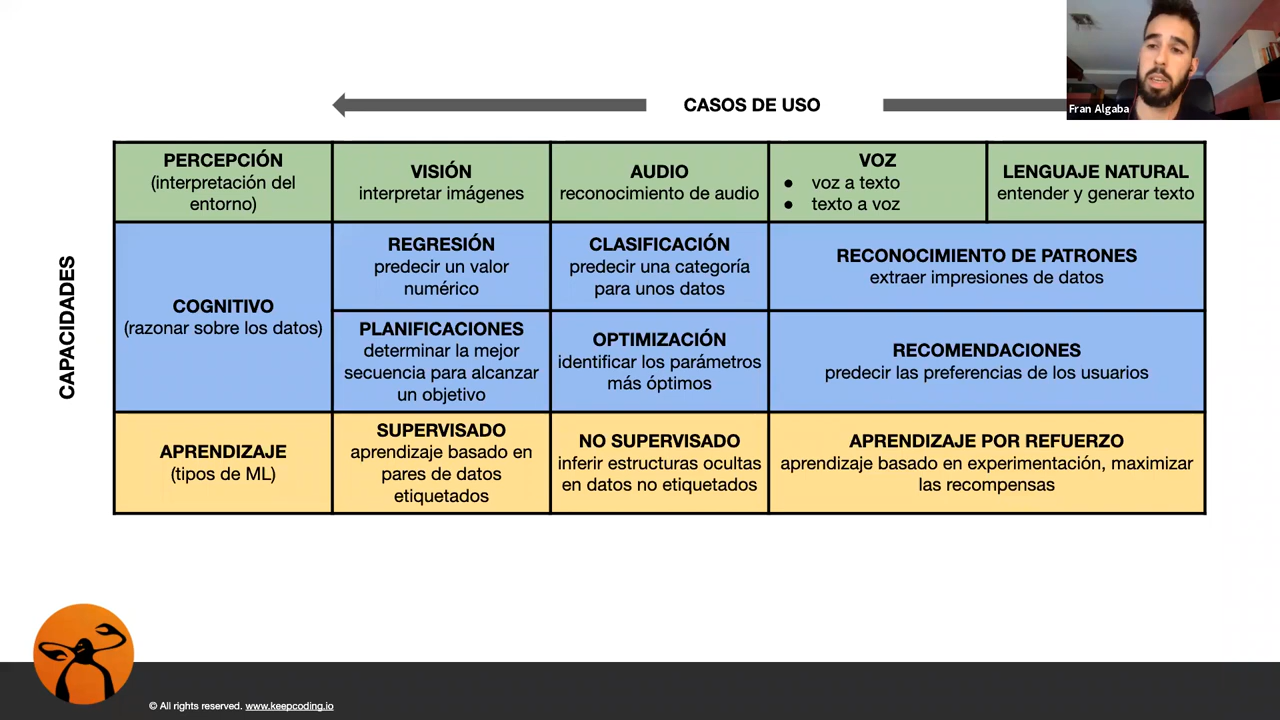 CASOS DE USO
Fran Algaba
CAPACIDADES
PERCEPCIÓN
(interpretación del
entorno)
VISIÓN
interpretar imágenes
AUDIO
reconocimiento de audio
VOZ
● voz a texto
● texto a voz
LENGUAJE NATURAL
entender y generar texto
COGNITIVO
(razonar sobre los datos)
REGRESIÓN
predecir un valor
numérico
CLASIFICACIÓN
predecir una categoría
para unos datos
RECONOCIMIENTO DE PATRONES
extraer impresiones de datos
PLANIFICACIONES
determinar la mejor
secuencia para alcanzar
un objetivo
OPTIMIZACIÓN
identificar los parámetros
más óptimos
RECOMENDACIONES
predecir las preferencias de los usuarios
APRENDIZAJE
(tipos de ML)
SUPERVISADO
aprendizaje basado en
pares de datos
etiquetados
NO SUPERVISADO
inferir estructuras ocultas
en datos no etiquetados
APRENDIZAJE POR REFUERZO
aprendizaje basado en experimentación, maximizar
las recompensas
© All rights reserved. www.keepcoding.io